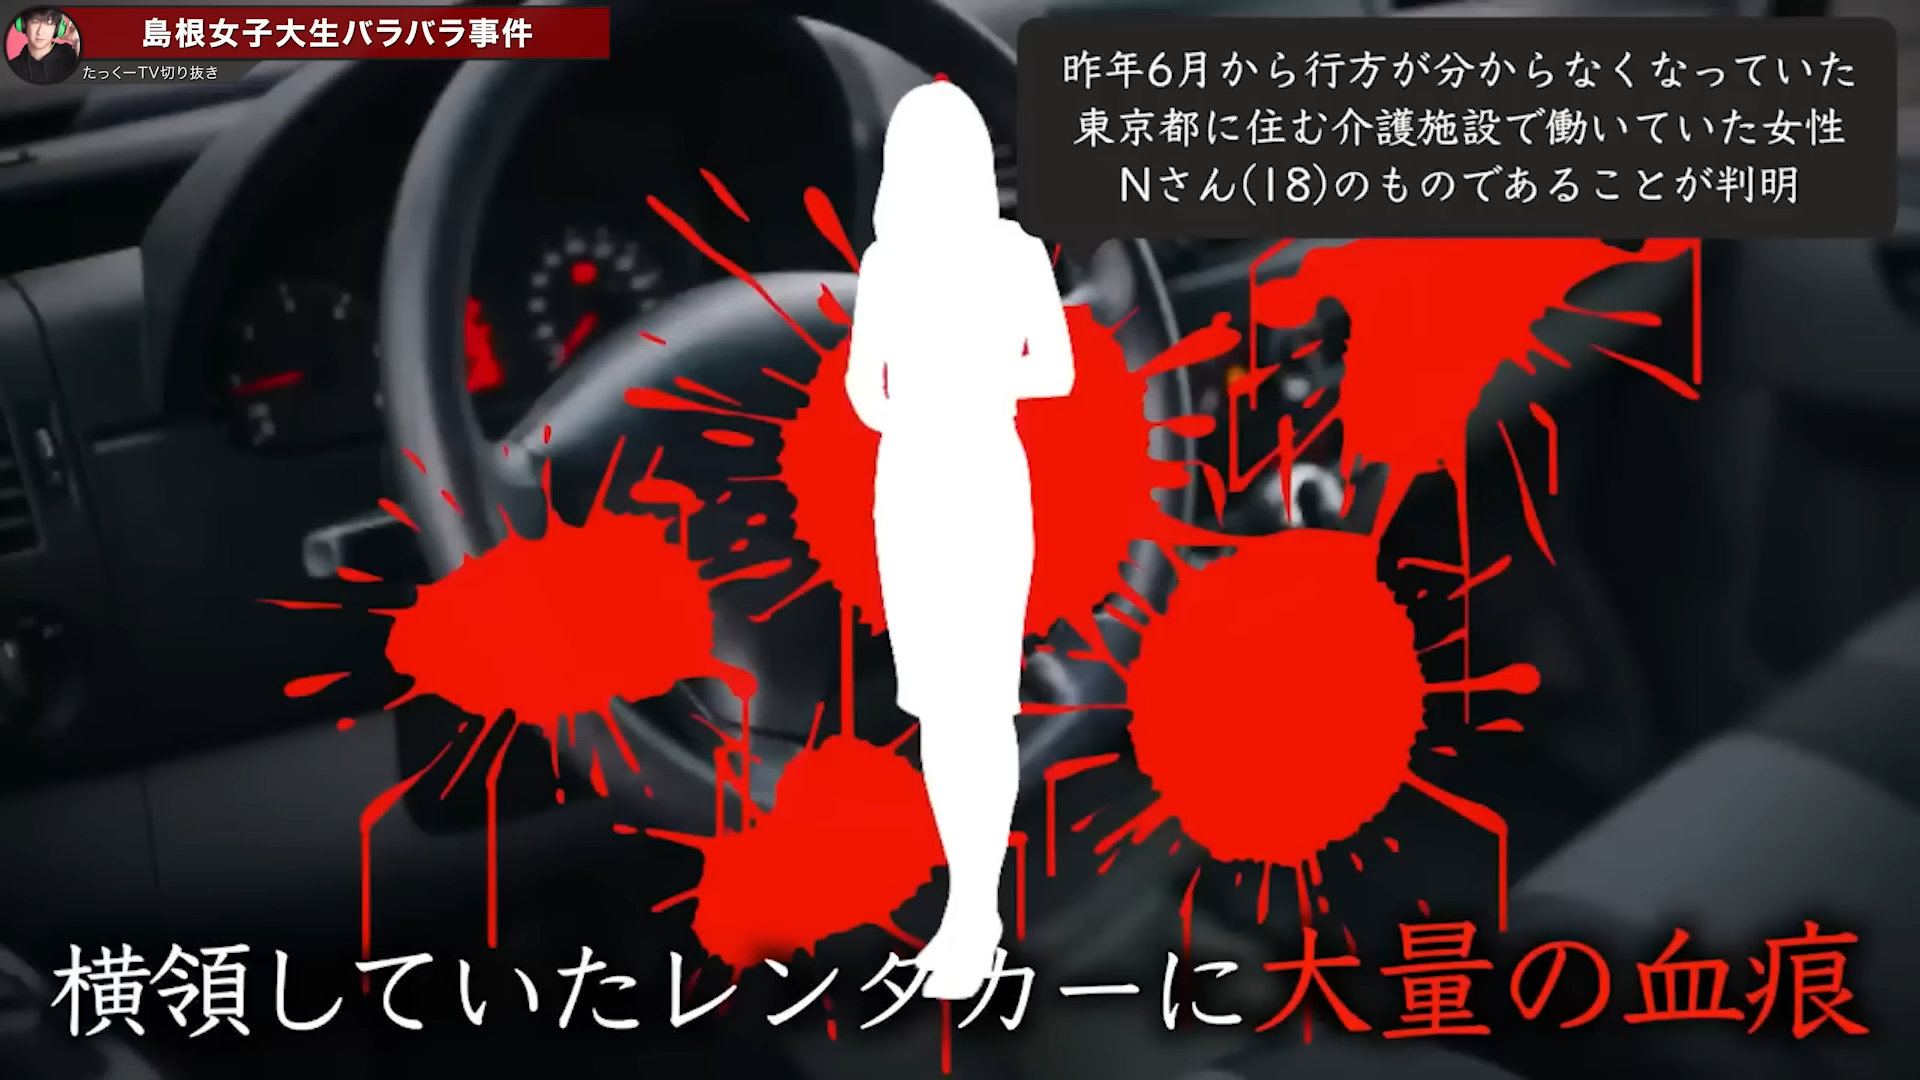 島根女子大生バラバラ事件
たっくーTV切り抜き
昨年6月から行方が分からなくなっていた
東京都に住む介護施設で働いていた女性
Nさん(18)のものであることが判明
横領していたレンタカーに大量の血痕